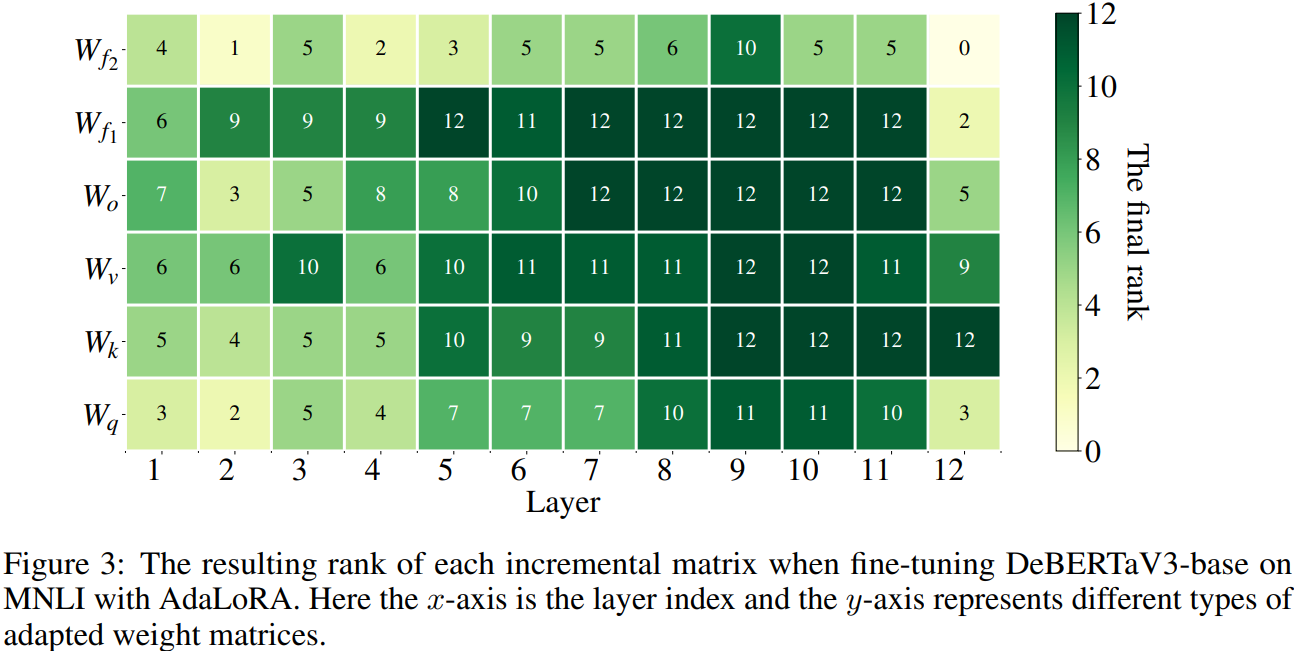 W_{f_2} 4 1 5 2 3 5 5 6 10 5 5 0
W_{f_1} 6 9 9 9 12 11 12 12 12 12 12 2
W_o 7 3 5 8 8 10 12 12 12 12 12 5
W_v 6 6 10 6 10 11 11 11 12 12 11 9
W_k 5 4 5 5 10 9 9 11 12 12 12 12
W_q 3 2 5 4 7 7 7 10 11 11 10 3
1 2 3 4 5 6 7 8 9 10 11 12
Layer
12
10
8
6
4
2
0
The final rank
Figure 3: The resulting rank of each incremental matrix when fine-tuning DeBERTaV3-base on
MNLI with AdaLoRA. Here the x-axis is the layer index and the y-axis represents different types of
adapted weight matrices.